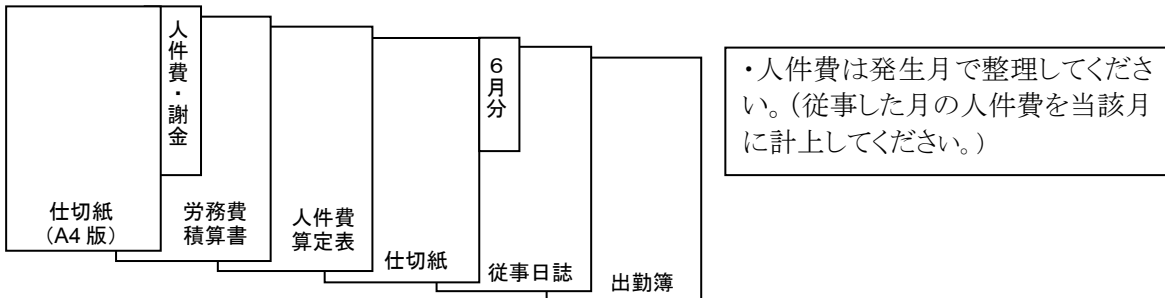 人件費・謝金
仕切紙
（A4 版）
労務費
積算書
人件費
算定表
仕切紙
6月分
従事日誌
出勤簿
・人件費は発生月で整理してくださ
い。（従事した月の人件費を当該月
に計上してください。）